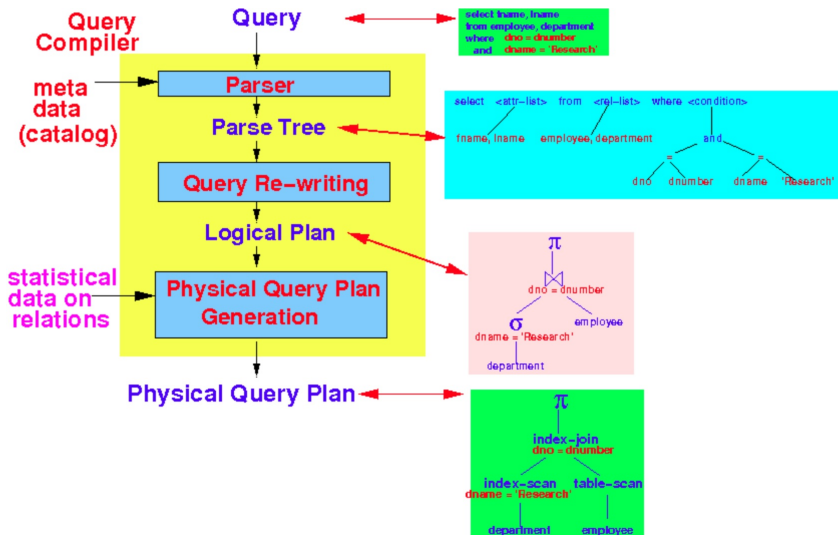 Query
Query
Compiler
select fname, lname
from employee, department
where dno = dnumber
and dname = 'Research'
meta
data
(catalog)
Parser
Parse Tree
select <attr-list> from <rel-list> where <condition>
fname, lname employee, department and
= =
dno dnumber dname 'Research'
Query Re-writing
Logical Plan
π
dno = dnumber
σ employee
dname = 'Research'
department
statistical
data on
relations
Physical Query Plan
Generation
Physical Query Plan
π
index-join
dno = dnumber
index-scan table-scan
dname = 'Research'
department employee